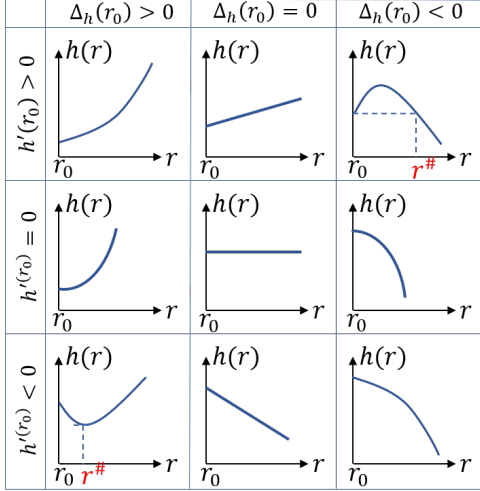 Δ_h(r_0) > 0 Δ_h(r_0) = 0 Δ_h(r_0) < 0
h′(r_0) > 0
h(r) h(r) h(r)
r_0 r r_0 r r_0 r^# r
h′^(r_0) = 0
h(r) h(r) h(r)
r_0 r r_0 r r_0 r
h′^(r_0) < 0
h(r) h(r) h(r)
r_0 r^# r r_0 r r_0 r